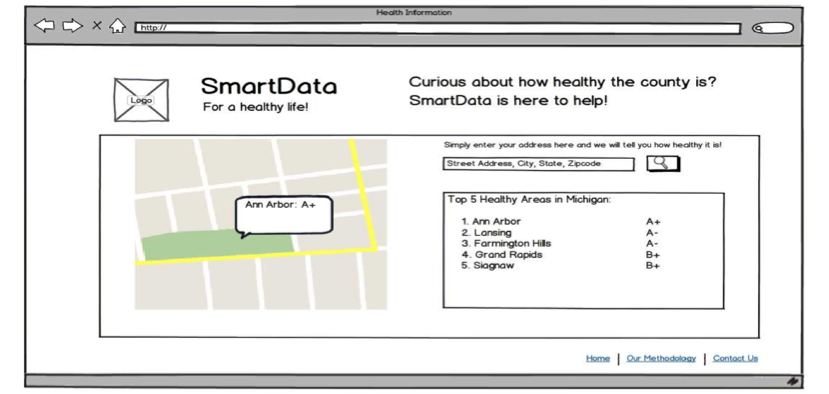 Health Information
http://
Logo
SmartData
For a healthy life!
Curious about how healthy the county is?
SmartData is here to help!
Simply enter your address here and we will tell you how healthy it is!
Street Address, City, State, Zipcode
Ann Arbor: A+
Top 5 Healthy Areas in Michigan:
1. Ann Arbor A+
2. Lansing A-
3. Farmington Hills A-
4. Grand Rapids B+
5. Siagnaw B+
Home | Our Methodology | Contact Us